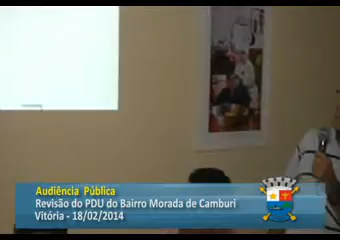 Audiência Pública
Revisão do PDU do Bairro Morada de Camburi
Vitória - 18/02/2014